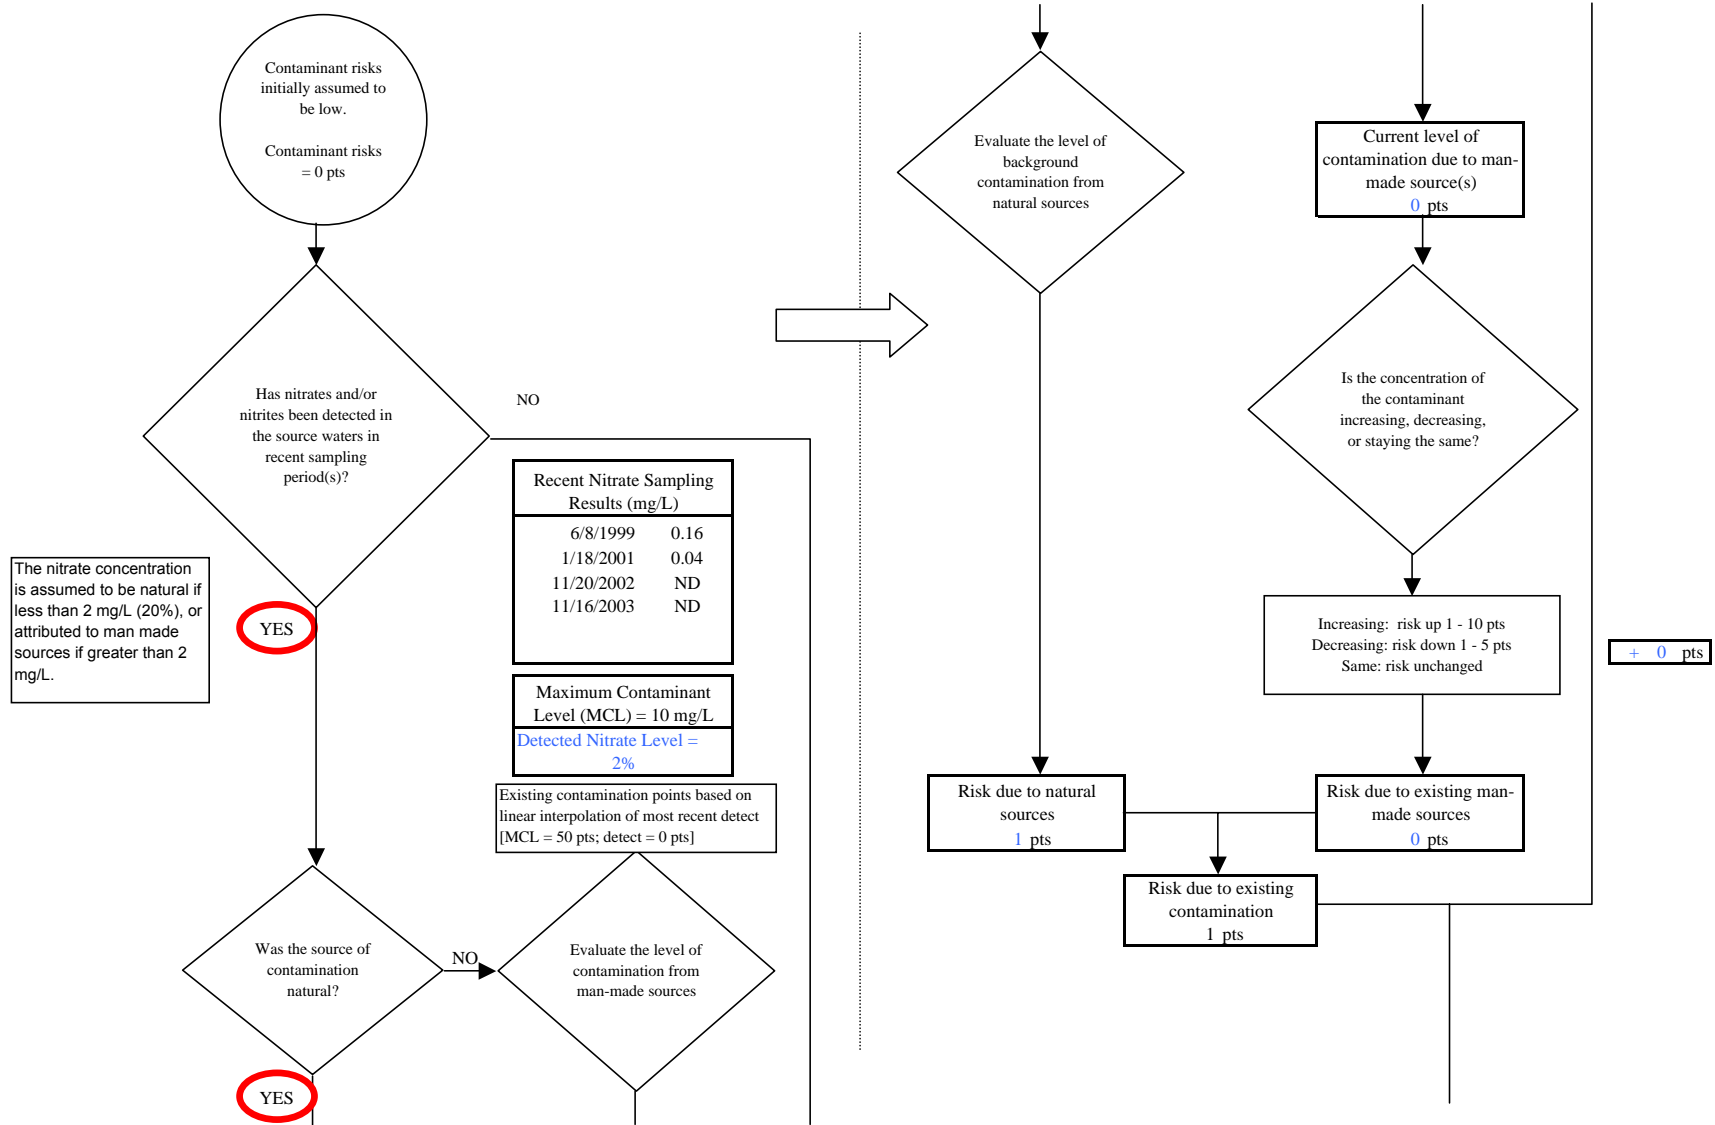 Contaminant risks
initially assumed to
be low.
Contaminant risks
= 0 pts
Has nitrates and/or
nitrites been detected in
the source waters in
recent sampling
period(s)?
NO
Recent Nitrate Sampling
Results (mg/L)
6/8/1999 0.16
1/18/2001 0.04
11/20/2002 ND
11/16/2003 ND
The nitrate concentration
is assumed to be natural if
less than 2 mg/L (20%), or
attributed to man made
sources if greater than 2
mg/L.
YES
Maximum Contaminant
Level (MCL) = 10 mg/L
Detected Nitrate Level =
2%
Existing contamination points based on
linear interpolation of most recent detect
[MCL = 50 pts; detect = 0 pts]
Was the source of
contamination
natural?
NO
Evaluate the level of
contamination from
man-made sources
YES
Evaluate the level of
background
contamination from
natural sources
Current level of
contamination due to man-
made source(s)
0 pts
Is the concentration of
the contaminant
increasing, decreasing,
or staying the same?
Increasing: risk up 1 - 10 pts
Decreasing: risk down 1 - 5 pts
Same: risk unchanged
+ 0 pts
Risk due to natural
sources
1 pts
Risk due to existing man-
made sources
0 pts
Risk due to existing
contamination
1 pts